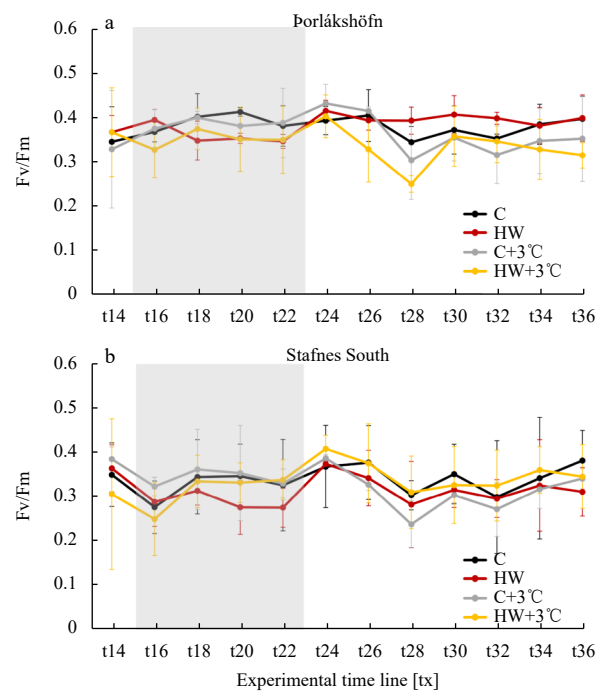 a
Þorlákshöfn
0.6
0.5
0.4
0.3
0.2
0.1
0
Fv/Fm
C
HW
C+3℃
HW+3℃
t14 t16 t18 t20 t22 t24 t26 t28 t30 t32 t34 t36
b
Stafnes South
0.6
0.5
0.4
0.3
0.2
0.1
0.0
Fv/Fm
C
HW
C+3℃
HW+3℃
t14 t16 t18 t20 t22 t24 t26 t28 t30 t32 t34 t36
Experimental time line [tx]